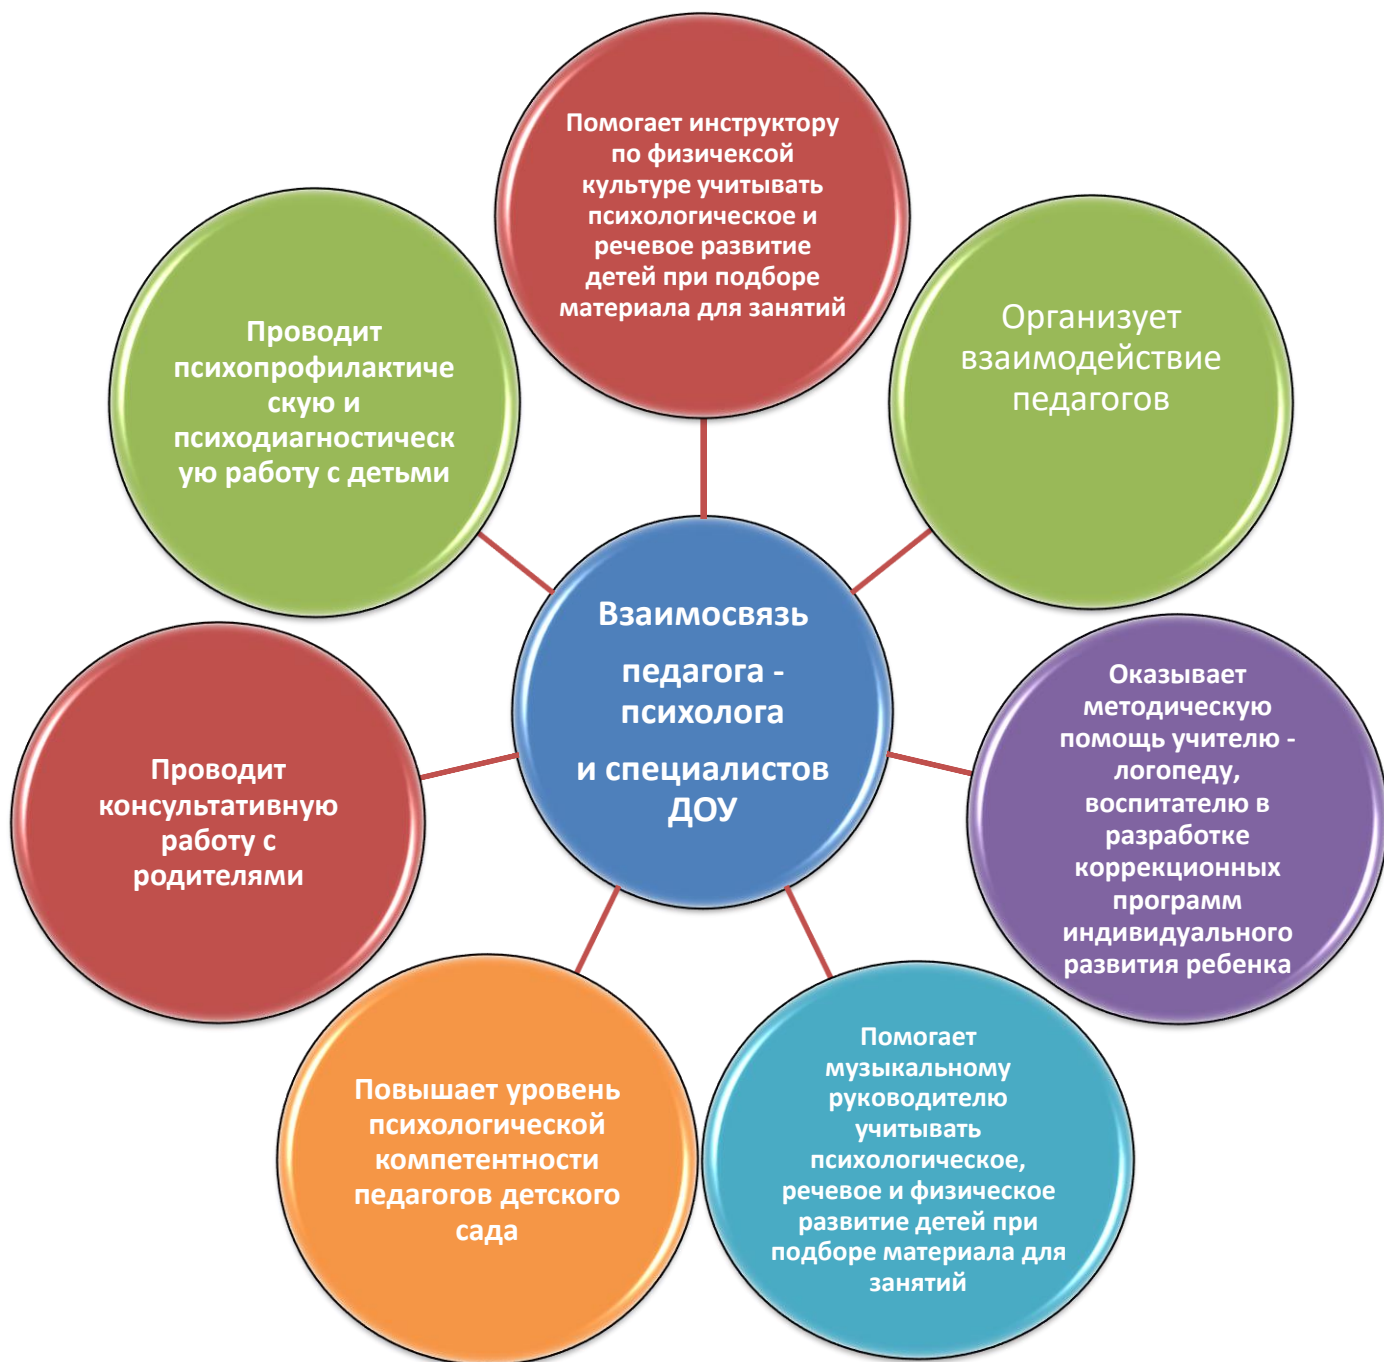 Помогает инструктору
по физичексой
культуре учитывать
психологическое и
речевое развитие
детей при подборе
материала для занятий
Организует
взаимодействие
педагогов
Оказывает
методическую
помощь учителю -
логопеду,
воспитателю в
разработке
коррекционных
программ
индивидуального
развития ребенка
Помогает
музыкальному
руководителю
учитывать
психологическое,
речевое и физическое
развитие детей при
подборе материала для
занятий
Повышает уровень
психологической
компетентности
педагогов детского
сада
Проводит
консультативную
работу с
родителями
Проводит
психопрофилактиче
скую и
психодиагностическ
ую работу с детьми
Взаимосвязь
педагога -
психолога
и специалистов
ДОУ